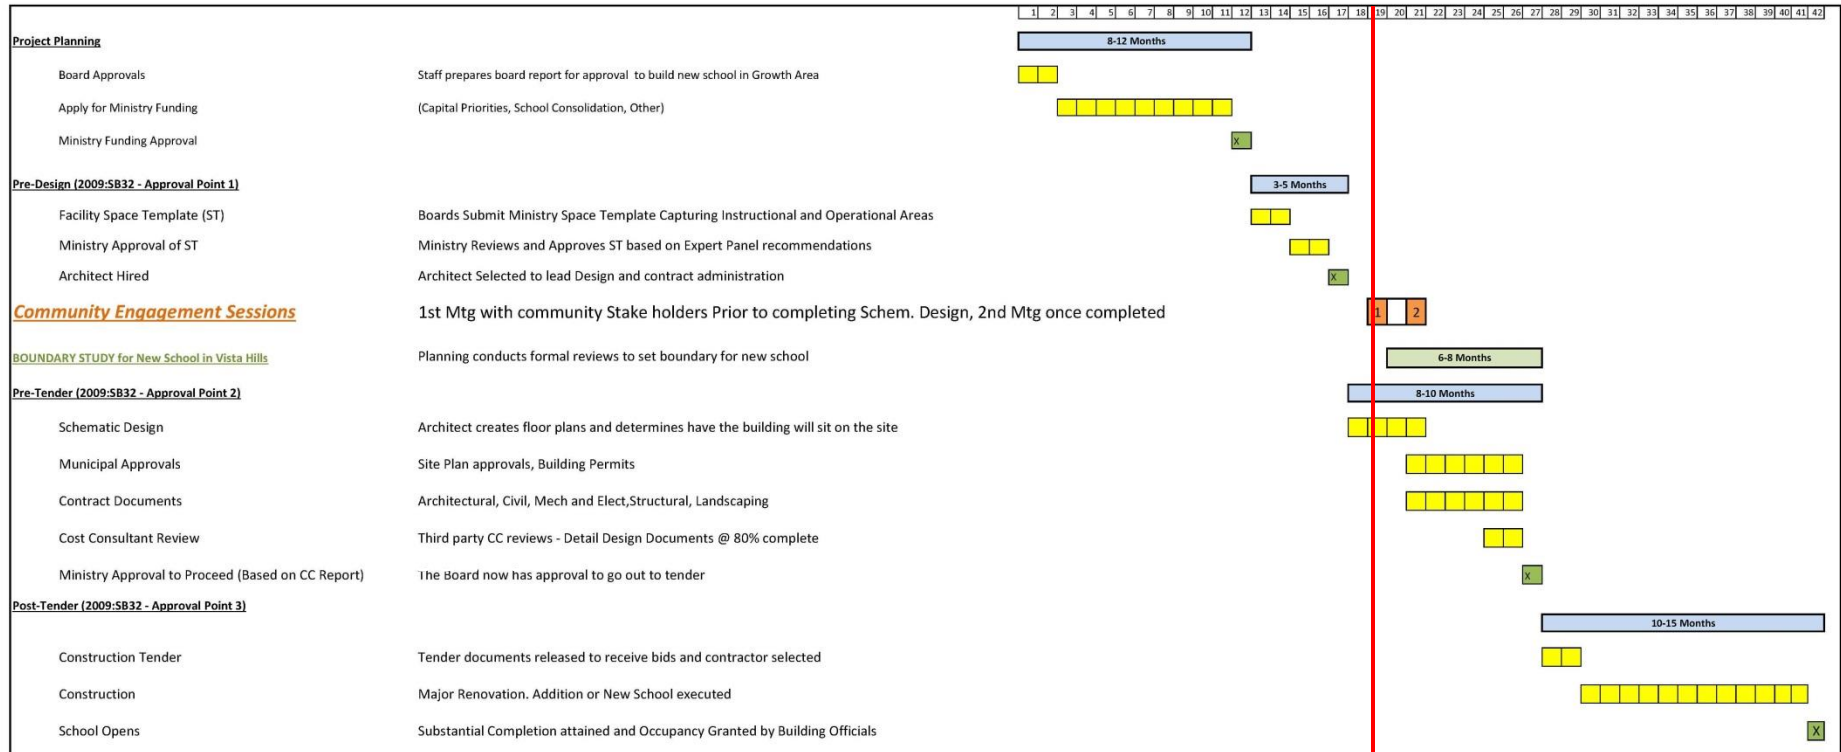 1 2 3 4 5 6 7 8 9 10 11 12 13 14 15 16 17 18 19 20 21 22 23 24 25 26 27 28 29 30 31 32 33 34 35 36 37 38 39 40 41 42
Project Planning 8-12 Months
Board Approvals Staff prepares board report for approval to build new school in Growth Area
Apply for Ministry Funding (Capital Priorities, School Consolidation, Other)
Ministry Funding Approval X
Pre-Design (2009:SB32 - Approval Point 1) 3-5 Months
Facility Space Template (ST) Boards Submit Ministry Space Template Capturing Instructional and Operational Areas
Ministry Approval of ST Ministry Reviews and Approves ST based on Expert Panel recommendations
Architect Hired Architect Selected to lead Design and contract administration X
Community Engagement Sessions 1st Mtg with community Stake holders Prior to completing Schem. Design, 2nd Mtg once completed 1 2
BOUNDARY STUDY for New School in Vista Hills Planning conducts formal reviews to set boundary for new school 6-8 Months
Pre-Tender (2009:SB32 - Approval Point 2) 8-10 Months
Schematic Design Architect creates floor plans and determines have the building will sit on the site
Municipal Approvals Site Plan approvals, Building Permits
Contract Documents Architectural, Civil, Mech and Elect,Structural, Landscaping
Cost Consultant Review Third party CC reviews - Detail Design Documents @ 80% complete
Ministry Approval to Proceed (Based on CC Report) The Board now has approval to go out to tender X
Post-Tender (2009:SB32 - Approval Point 3)
10-15 Months
Construction Tender Tender documents released to receive bids and contractor selected
Construction Major Renovation. Addition or New School executed
School Opens Substantial Completion attained and Occupancy Granted by Building Officials X